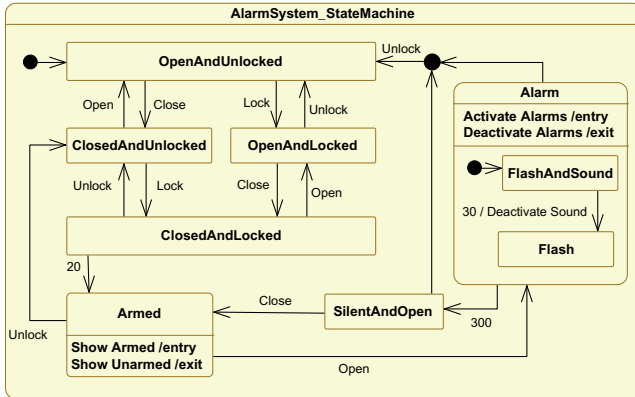 AlarmSystem_StateMachine
OpenAndUnlocked
Unlock
Alarm
Activate Alarms /entry
Deactivate Alarms /exit
Open
Close
Lock
Unlock
ClosedAndUnlocked
OpenAndLocked
FlashAndSound
Unlock
Lock
Close
Open
30 / Deactivate Sound
ClosedAndLocked
Flash
20
Armed
Close
SilentAndOpen
300
Unlock
Show Armed /entry
Show Unarmed /exit
Open